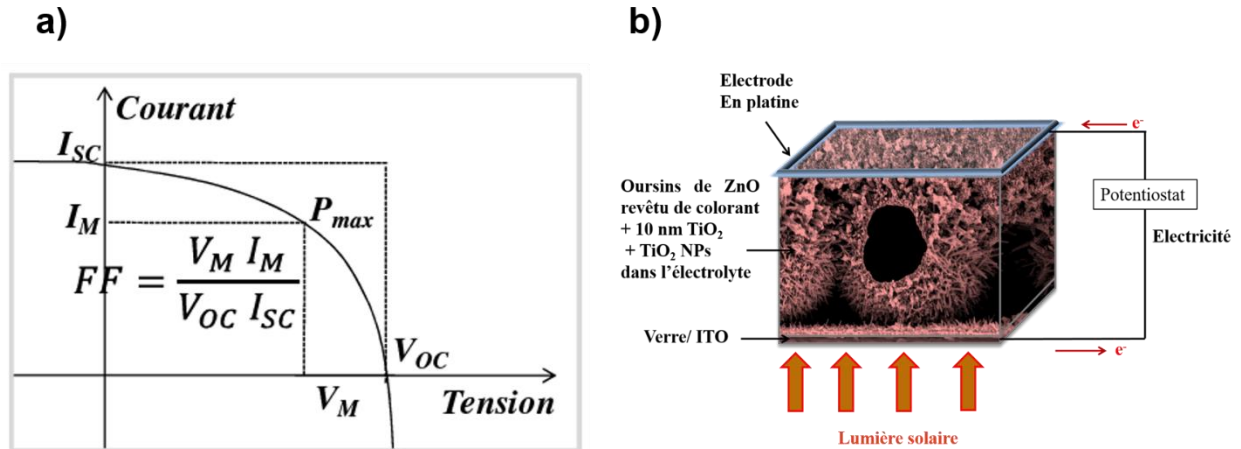 a)
Courant
I_SC
I_M
P_max
FF = V_M I_M / V_OC I_SC
V_OC
V_M
Tension
b)
Electrode
En platine
e-
Potentiostat
Oursins de ZnO
revêtu de colorant
+ 10 nm TiO2
+ TiO2 NPs
dans l'électrolyte
Electricité
Verre/ ITO
e-
Lumière solaire